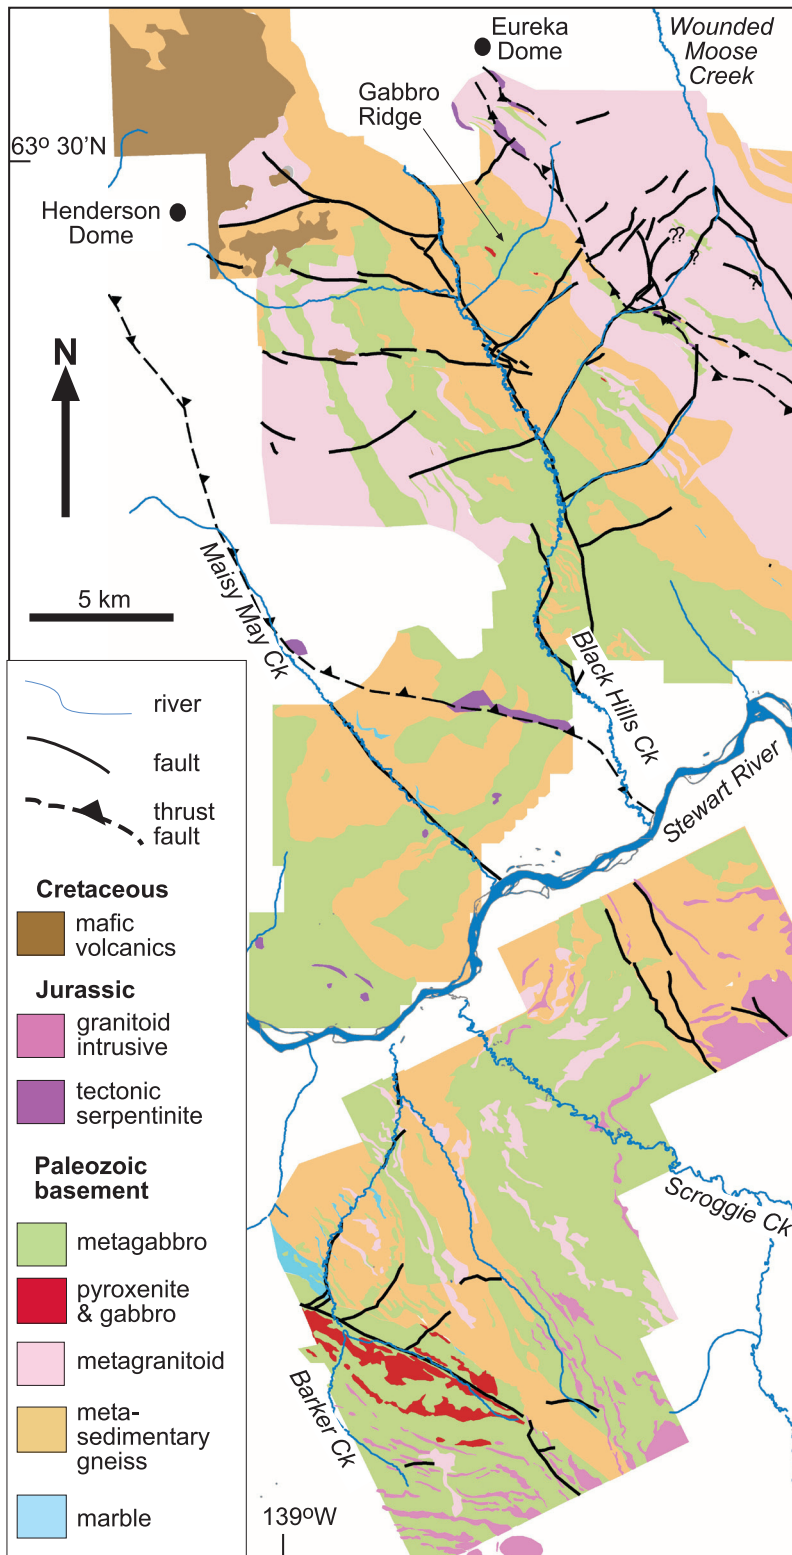 Eureka
Dome
Wounded
Moose
Creek
Gabbro
Ridge
63º 30'N
Henderson
Dome
??
?
?
N
5 km
Maisy May Ck
Black Hills Ck
Stewart River
river
fault
thrust
fault
Cretaceous
mafic
volcanics
Jurassic
granitoid
intrusive
tectonic
serpentinite
Paleozoic
basement
metagabbro
pyroxenite
& gabbro
metagranitoid
meta-
sedimentary
gneiss
marble
Scroggie Ck
Barker Ck
139ºW